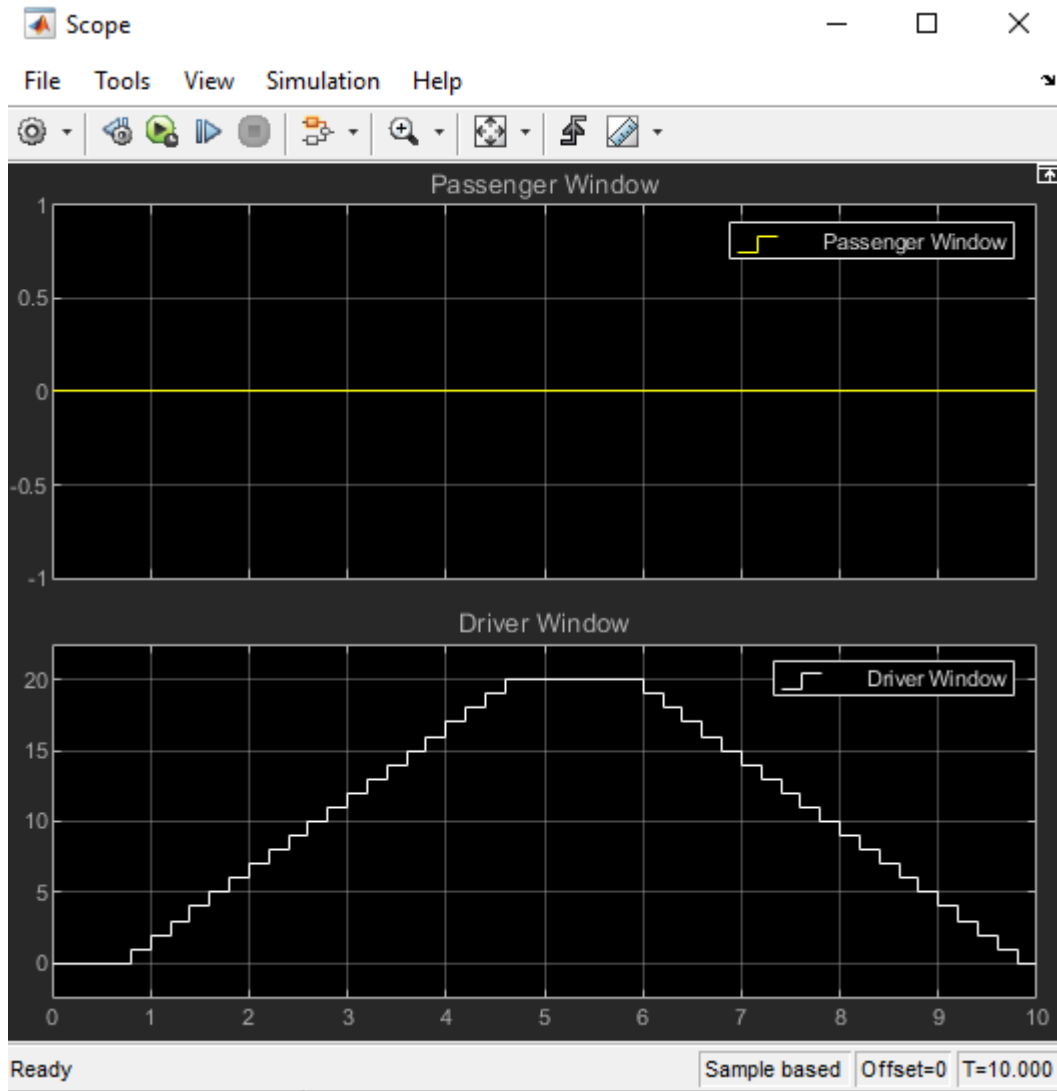 Scope
File Tools View Simulation Help
Passenger Window
Passenger Window
1
0.5
0
-0.5
-1
Driver Window
Driver Window
20
15
10
5
0
0 1 2 3 4 5 6 7 8 9 10
Ready Sample based Offset=0 T=10.000